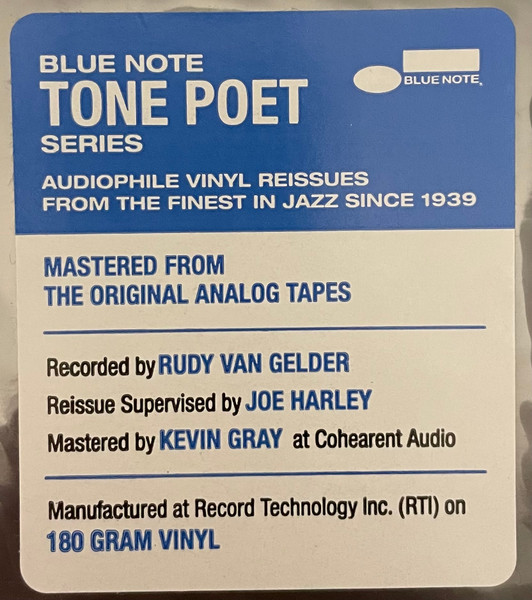 BLUE NOTE
TONE POET
SERIES
BLUE NOTE®
AUDIOPHILE VINYL REISSUES
FROM THE FINEST IN JAZZ SINCE 1939
MASTERED FROM
THE ORIGINAL ANALOG TAPES
Recorded by RUDY VAN GELDER
Reissue Supervised by JOE HARLEY
Mastered by KEVIN GRAY at Cohearent Audio
Manufactured at Record Technology Inc. (RTI) on
180 GRAM VINYL